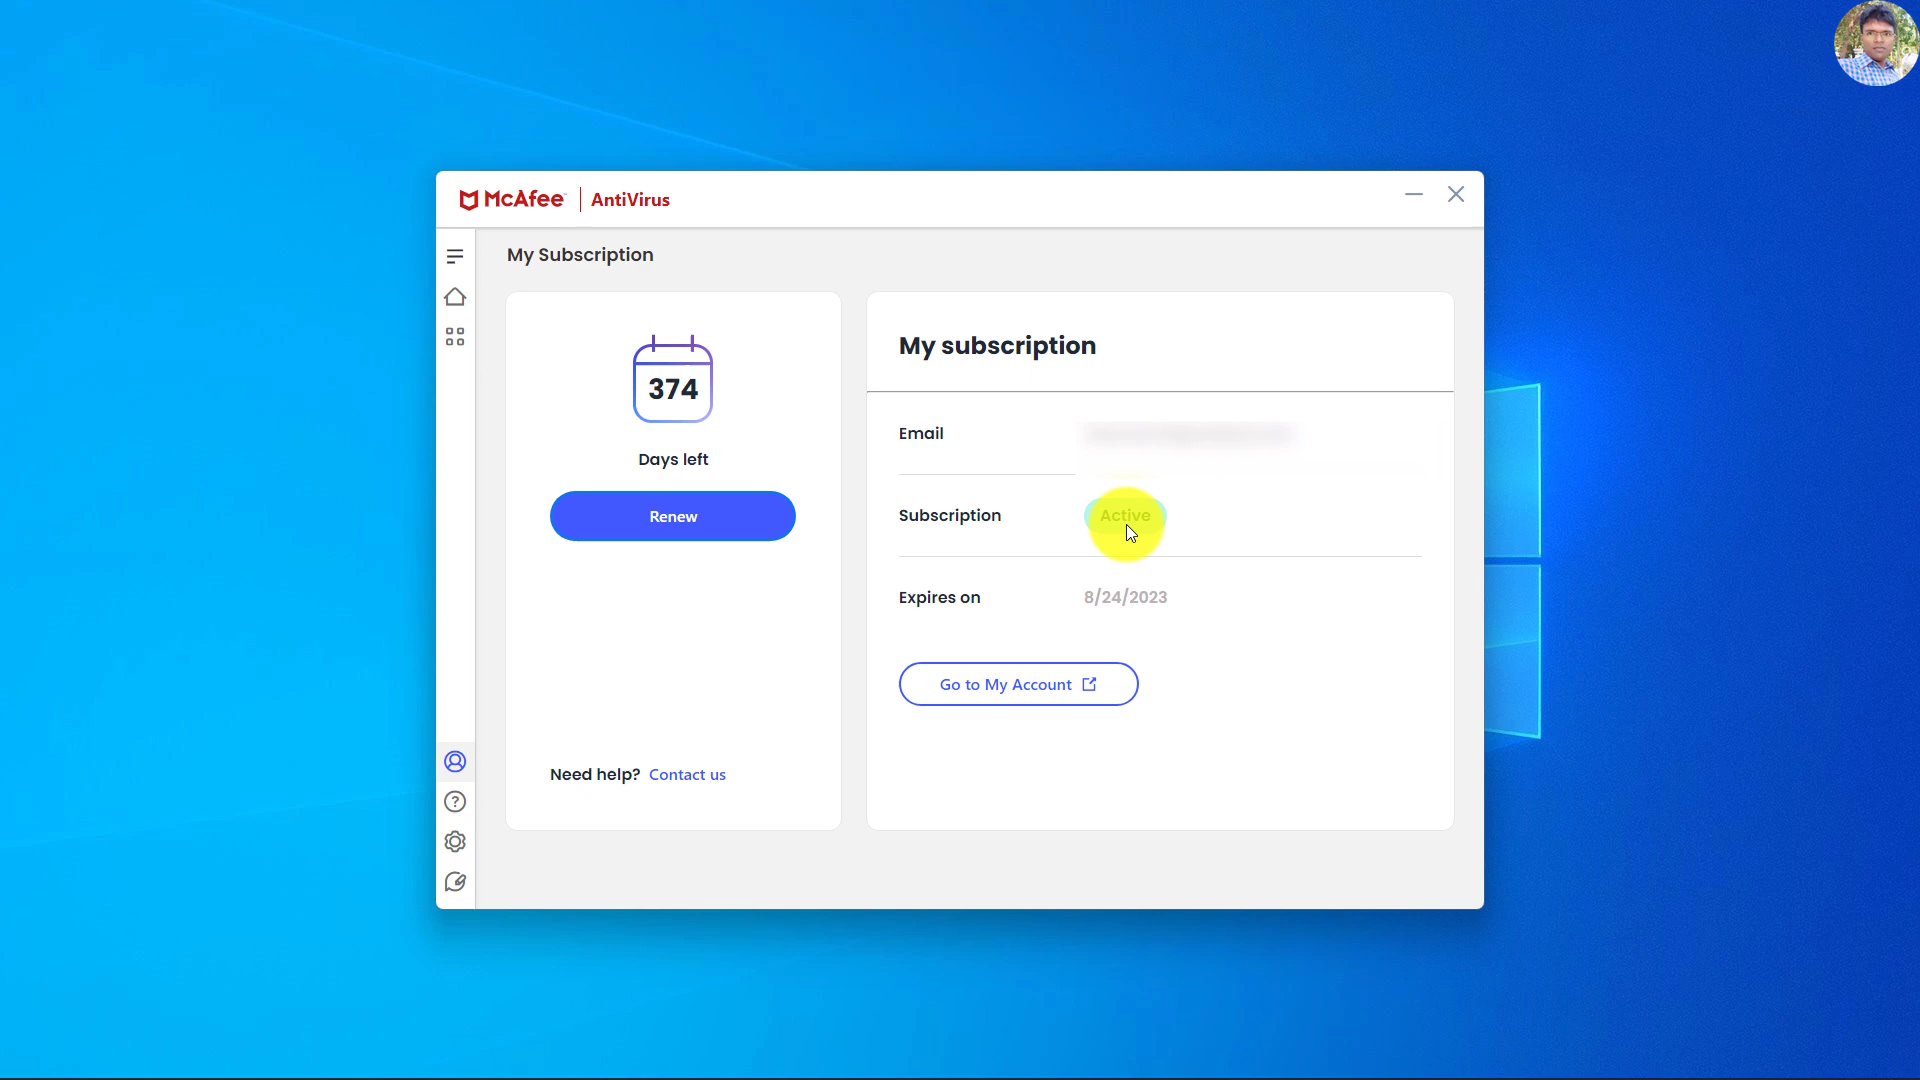 McAfee | AntiVirus
My Subscription
374
Days left
Renew
Need help? Contact us
My subscription
Email
Subscription Active
Expires on 8/24/2023
Go to My Account